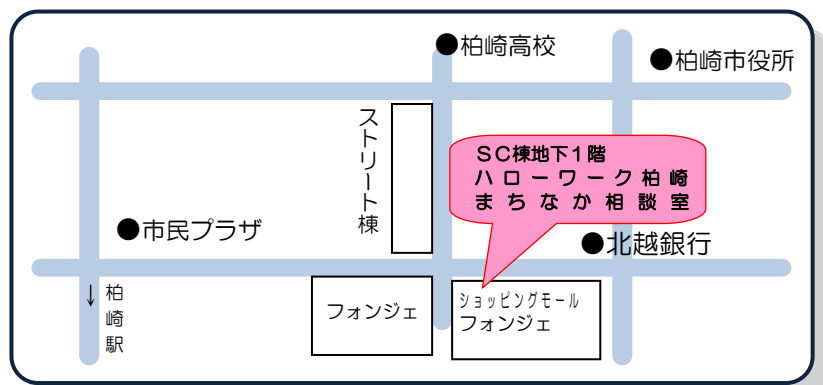 ●柏崎高校
●柏崎市役所
ストリート棟
SC棟地下1階
ハローワーク柏崎
まちなか相談室
●市民プラザ
●北越銀行
↓柏崎駅
フォンジェ
ショッピングモール
フォンジェ